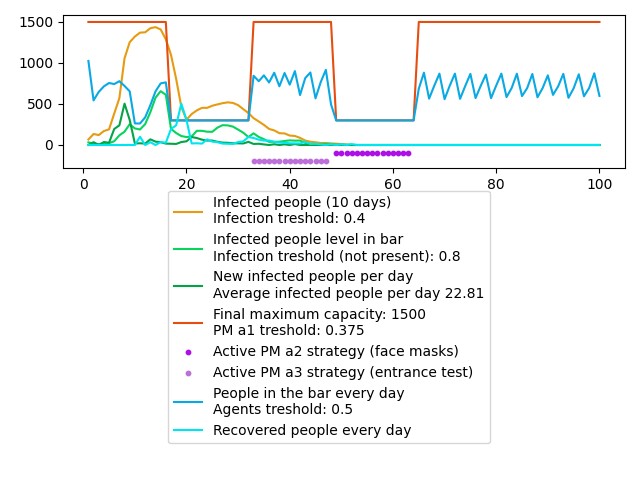 1500
1000
500
0
0
20
40
60
80
100
Infected people (10 days)
Infection treshold: 0.4
Infected people level in bar
Infection treshold (not present): 0.8
New infected people per day
Average infected people per day 22.81
Final maximum capacity: 1500
PM a1 treshold: 0.375
Active PM a2 strategy (face masks)
Active PM a3 strategy (entrance test)
People in the bar every day
Agents treshold: 0.5
Recovered people every day